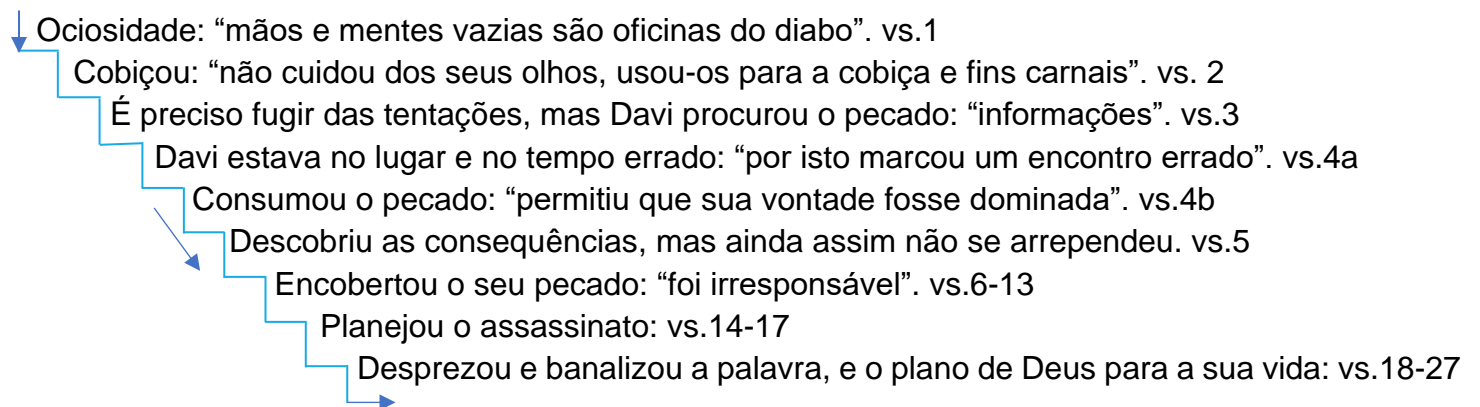 Ociosidade: “mãos e mentes vazias são oficinas do diabo”. vs.1
Cobiçou: “não cuidou dos seus olhos, usou-os para a cobiça e fins carnais”. vs. 2
É preciso fugir das tentações, mas Davi procurou o pecado: “informações”. vs.3
Davi estava no lugar e no tempo errado: “por isto marcou um encontro errado”. vs.4a
Consumou o pecado: “permitiu que sua vontade fosse dominada”. vs.4b
Descobriu as consequências, mas ainda assim não se arrependeu. vs.5
Encobertou o seu pecado: “foi irresponsável”. vs.6-13
Planejou o assassinato: vs.14-17
Desprezou e banalizou a palavra, e o plano de Deus para a sua vida: vs.18-27